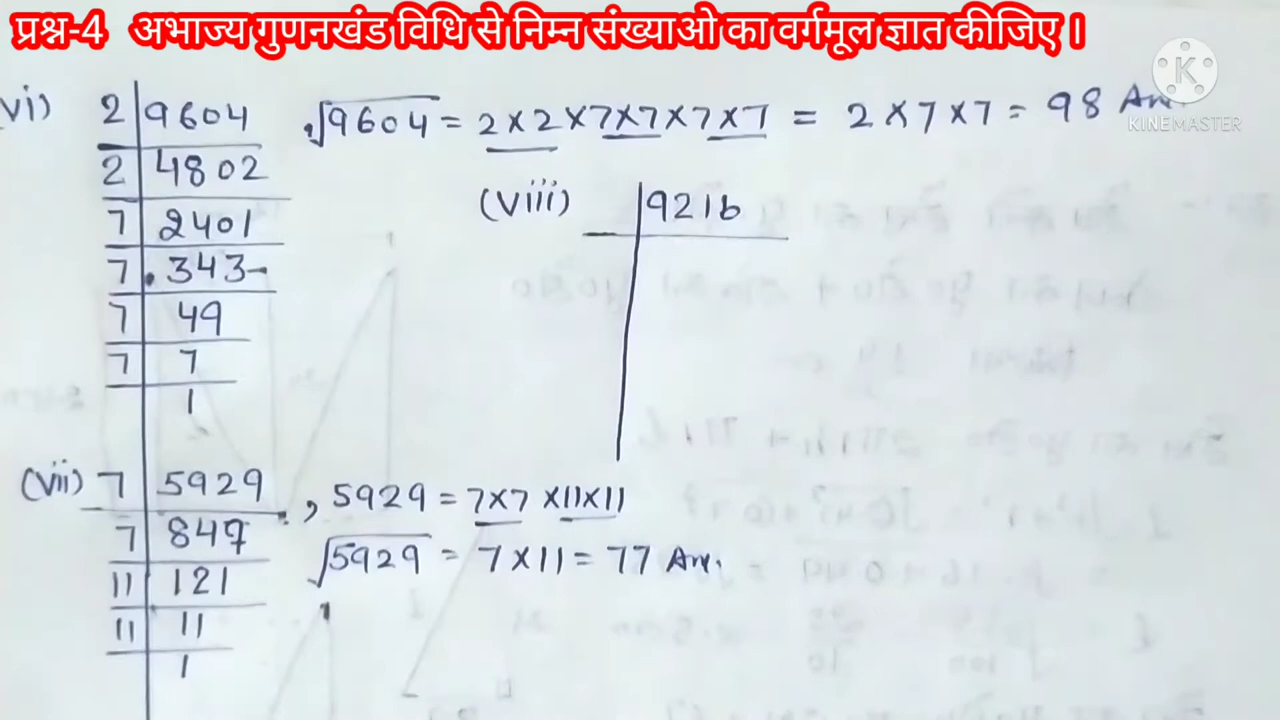 प्रश्न-4 अभाज्य गुणनखंड विधि से निम्न संख्याओ का वर्गमूल ज्ञात कीजिए ।
K
KINEMASTER
vi) 2 | 9604 , √9604 = 2×2×7×7×7×7 = 2×7×7 = 98 Ans.
2 | 4802
7 | 2401
7 | 343
7 | 49
7 | 7
1
(viii) | 9216
(vii) 7 | 5929 , 5929 = 7×7×11×11
7 | 847 √5929 = 7×11 = 77 Ans.
11 | 121
11 | 11
1